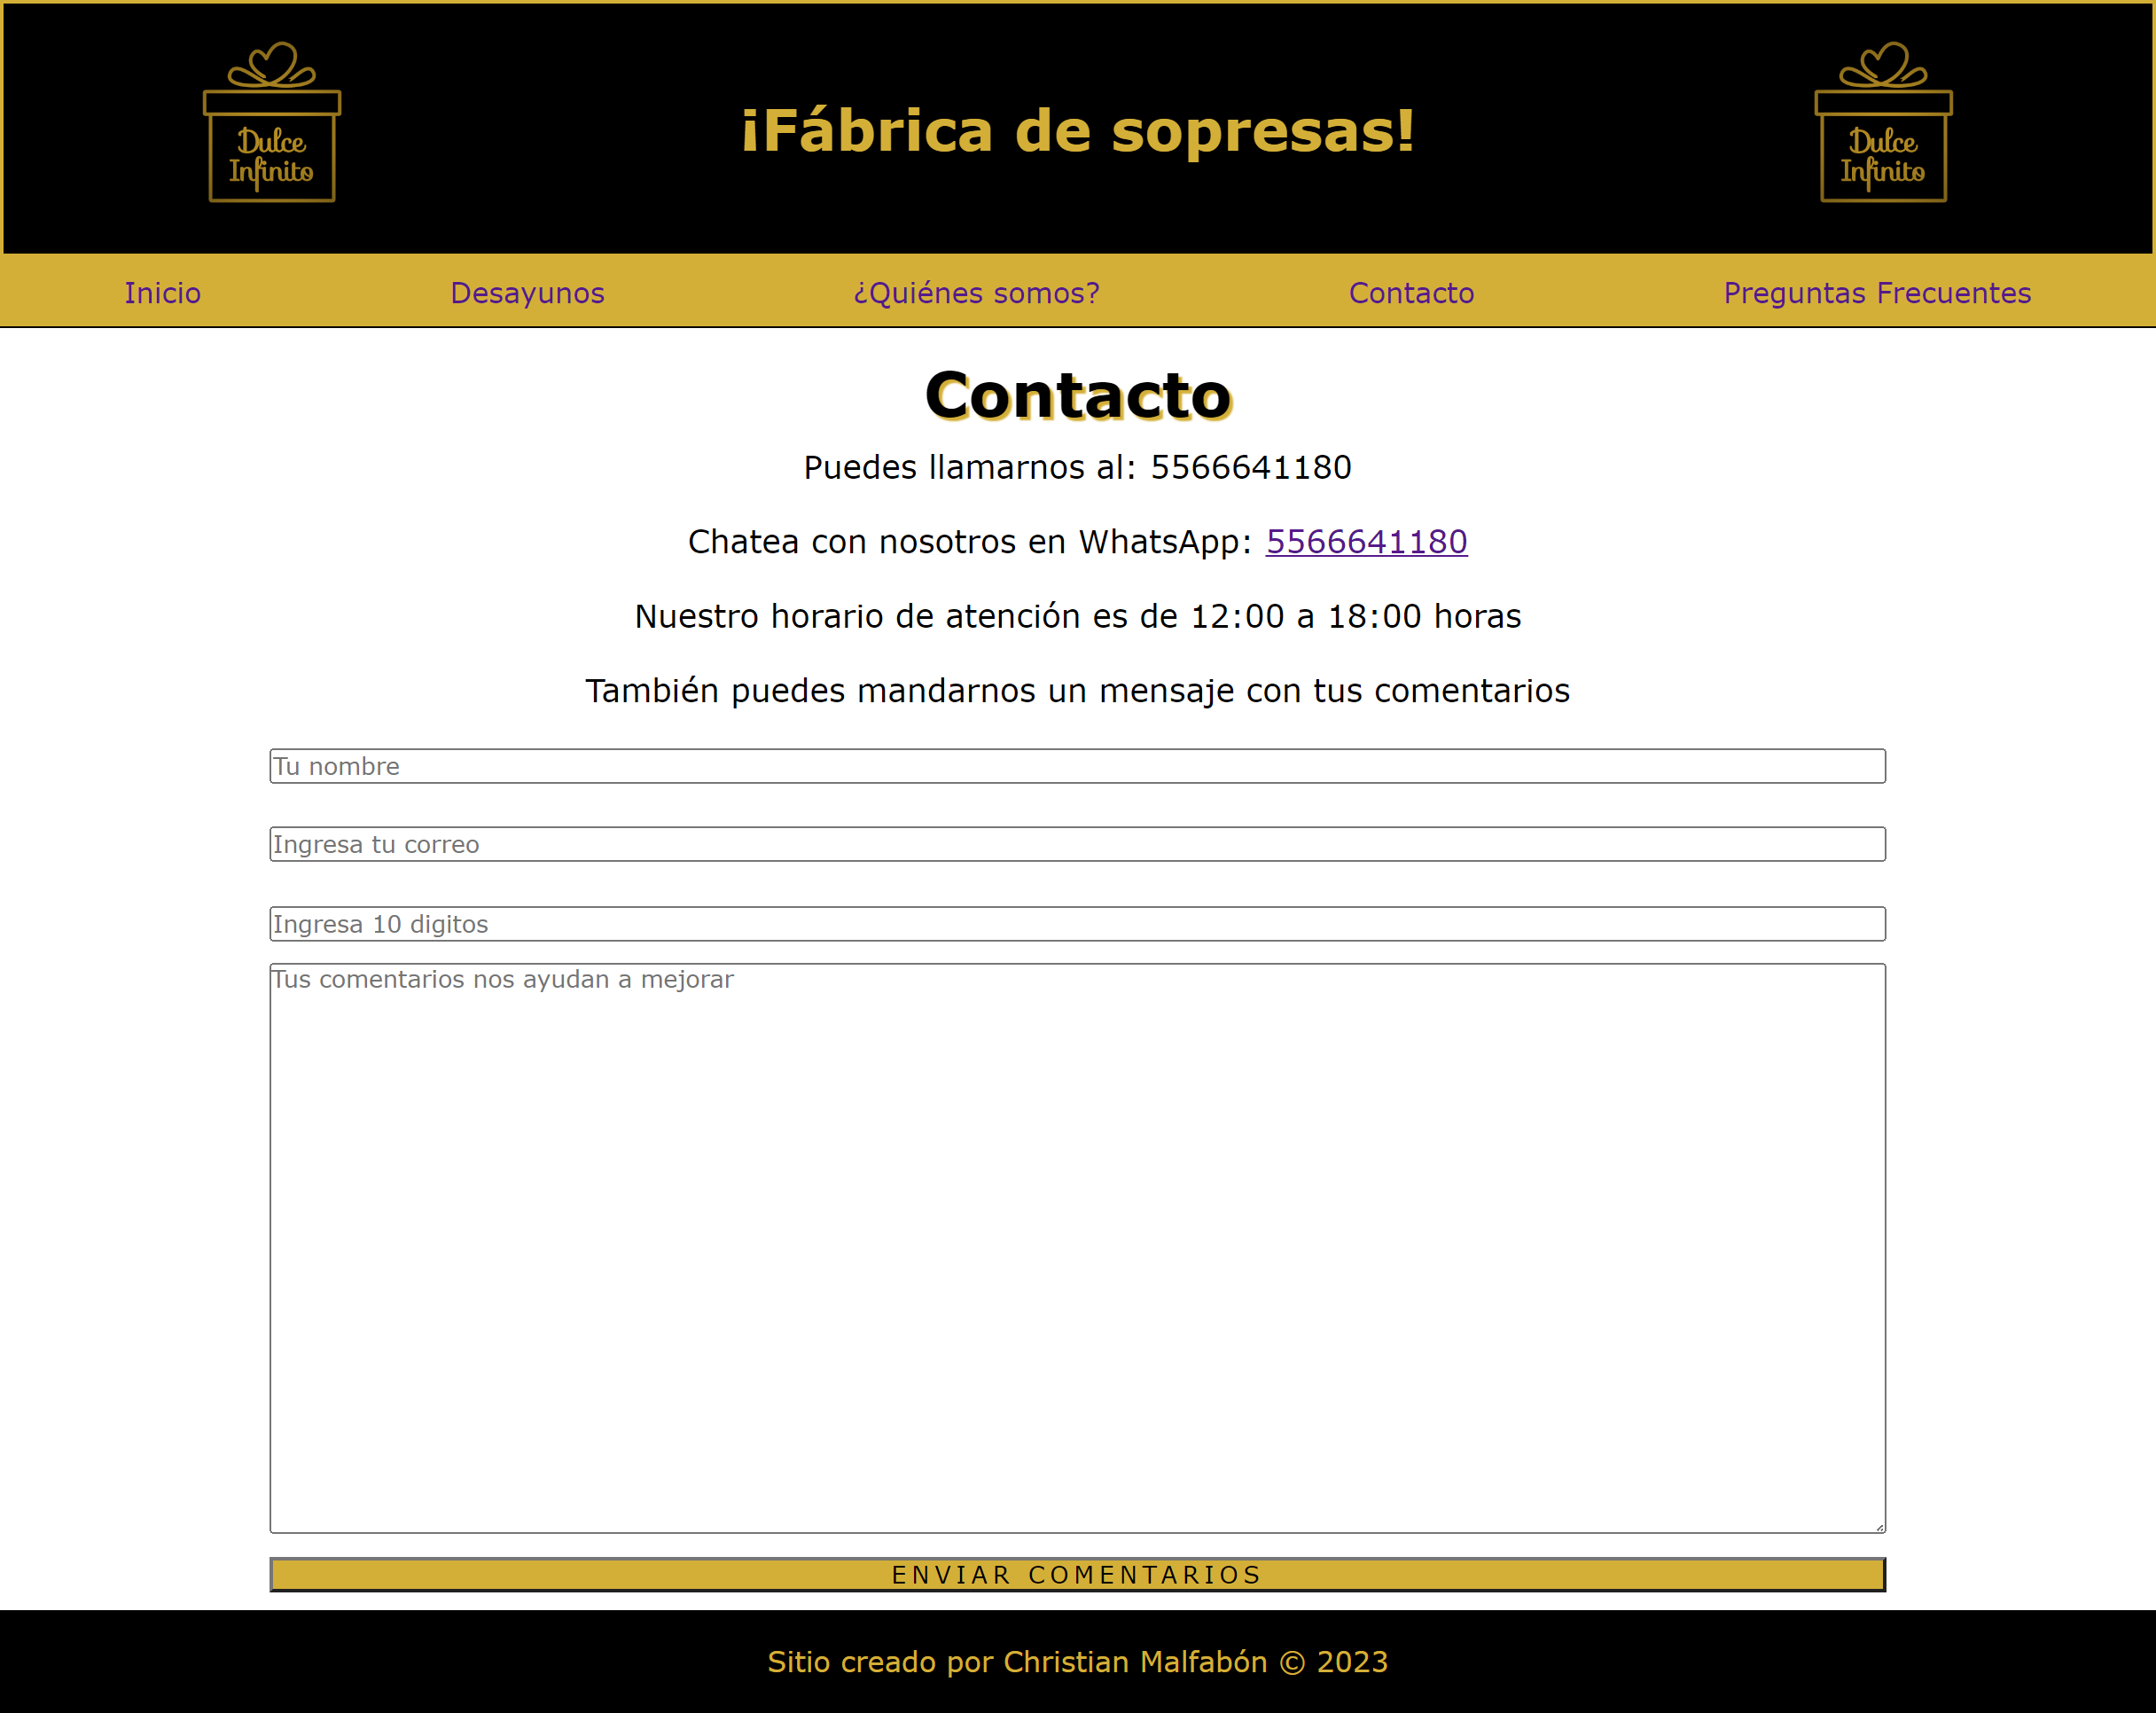 Dulce
Infinito
¡Fábrica de sopresas!
Dulce
Infinito
Inicio Desayunos ¿Quiénes somos? Contacto Preguntas Frecuentes
Contacto
Puedes llamarnos al: 5566641180
Chatea con nosotros en WhatsApp: 5566641180
Nuestro horario de atención es de 12:00 a 18:00 horas
También puedes mandarnos un mensaje con tus comentarios
Tu nombre
Ingresa tu correo
Ingresa 10 digitos
Tus comentarios nos ayudan a mejorar
ENVIAR COMENTARIOS
Sitio creado por Christian Malfabón © 2023